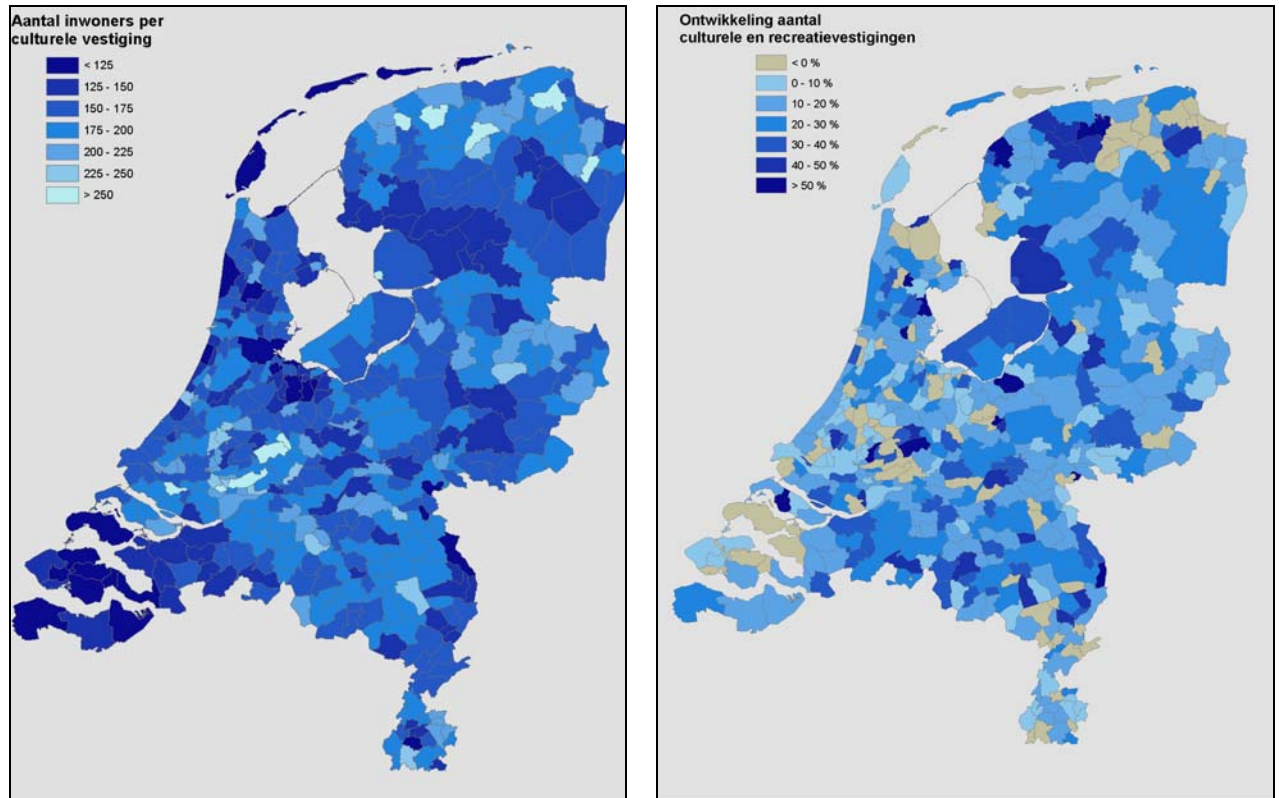 Aantal inwoners per
culturele vestiging
< 125
125 - 150
150 - 175
175 - 200
200 - 225
225 - 250
> 250
Ontwikkeling aantal
culturele en recreatievestigingen
< 0 %
0 - 10 %
10 - 20 %
20 - 30 %
30 - 40 %
40 - 50 %
> 50 %